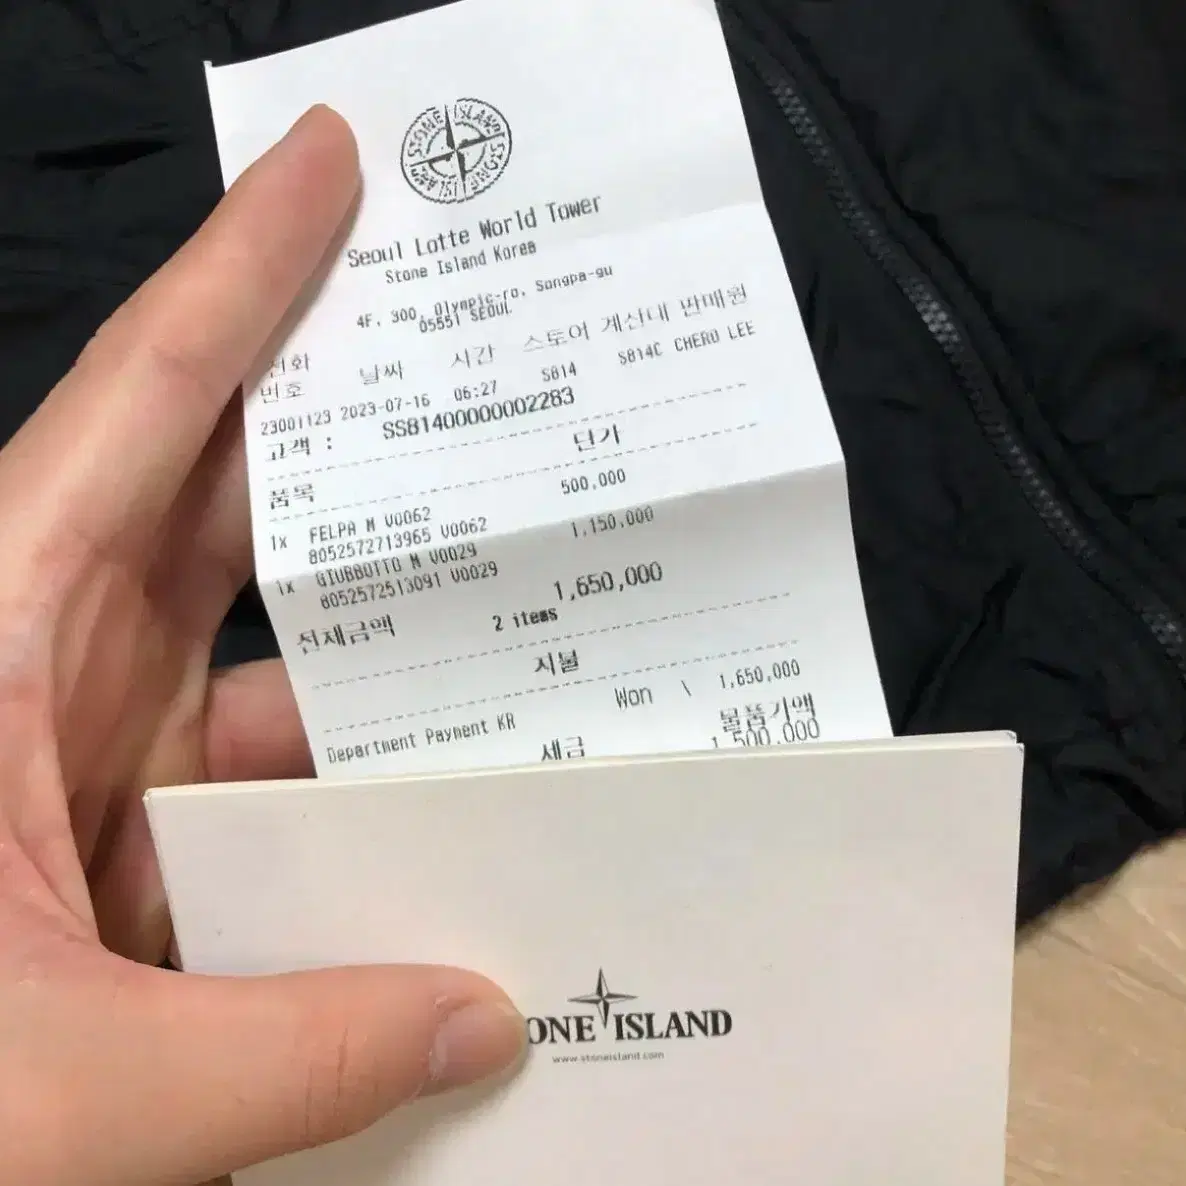 STONE ISLAND STONE ISLAND
Seoul Lotte World Tower
Stone Island Korea
4F, 300, Olympic-ro, Songpa-gu
05551 SEOUL
전화 날짜 시간 스토어 계산대 판매원
번호
23001123 2023-07-16 06:27 S814 S814C CHERU LEE
고객 : SS81400000002283
품목 단가
1x FELPA M V0062 500,000
8052572713965 V0062
1x GIUBBOTTO M V0029 1,150,000
8052572513091 V0029
전체금액 2 items 1,650,000
지불
Department Payment KR Won \ 1,650,000
세금 물품가액
1,500,000
ONE ISLAND
www.stoneisland.com